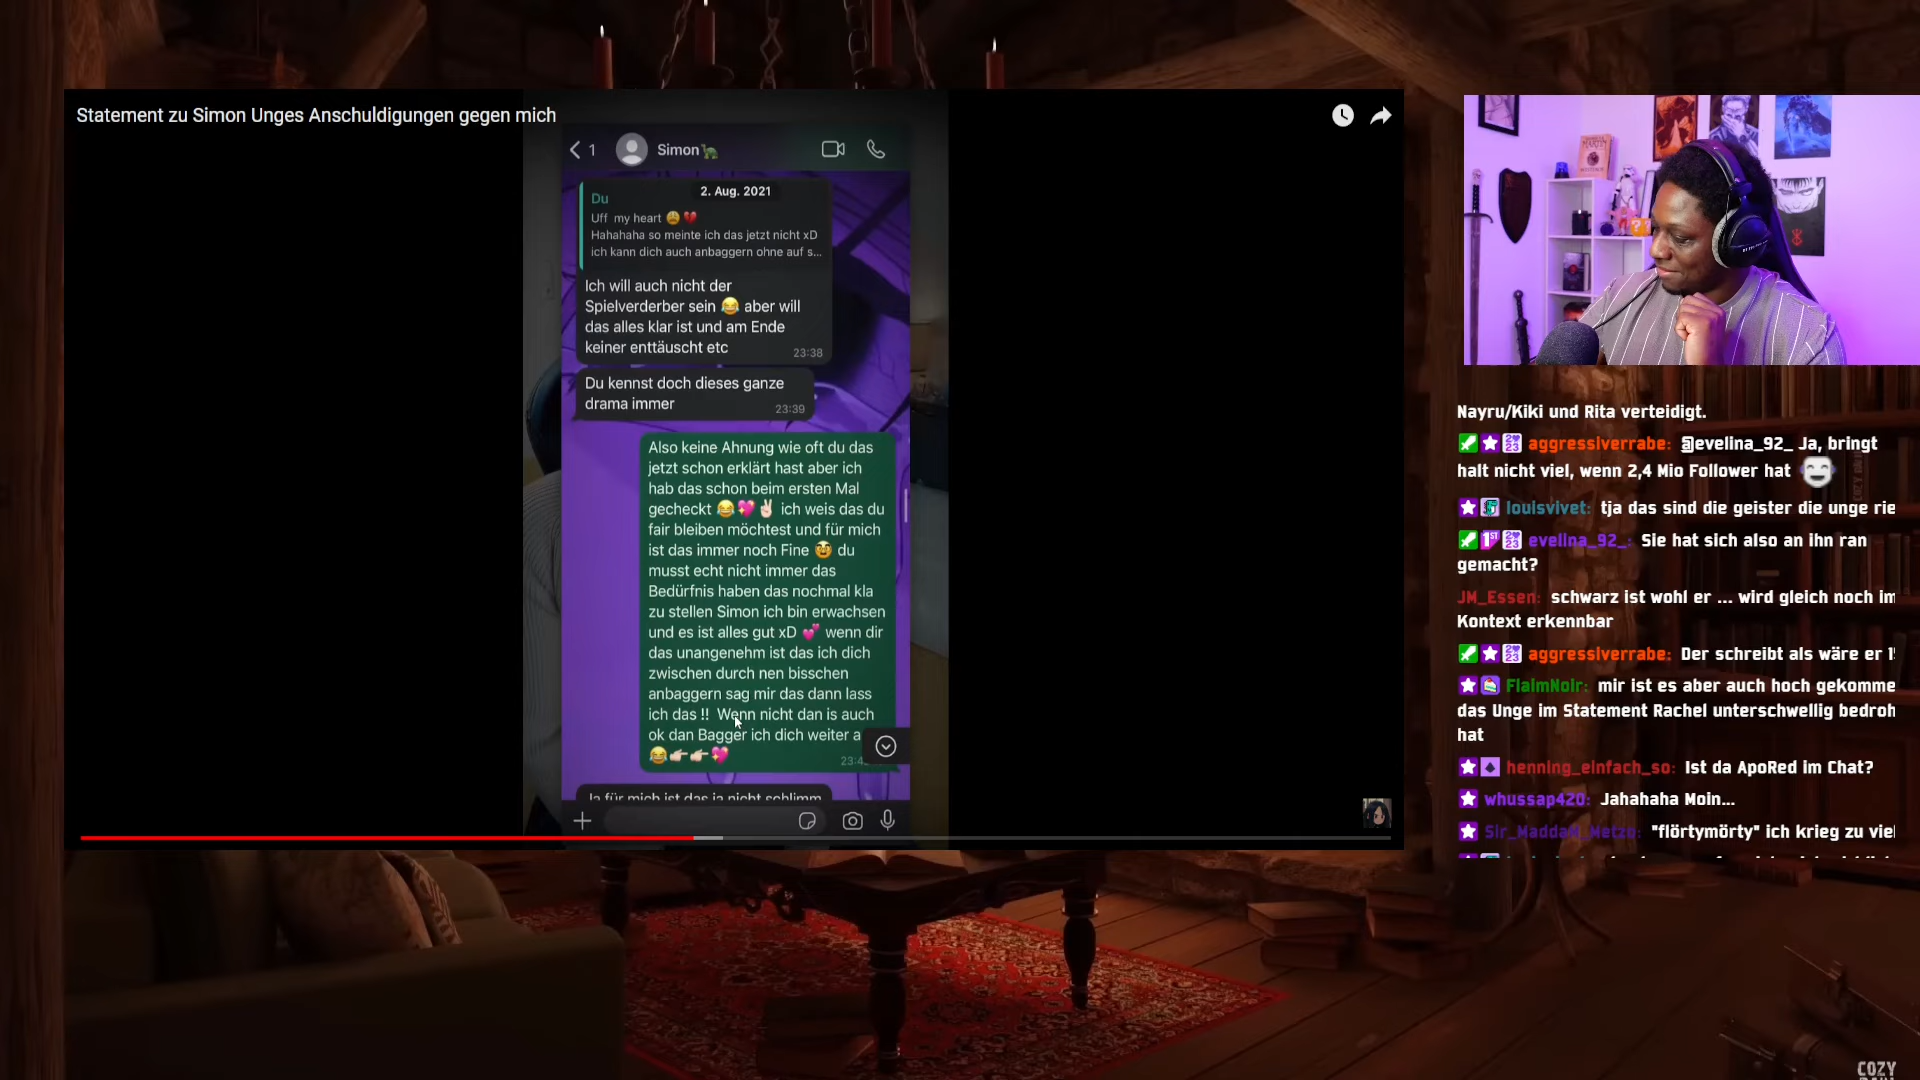 Statement zu Simon Unges Anschuldigungen gegen mich
1
Simon🐢
2. Aug. 2021
Du
Uff my heart 😩💔
Hahahaha so meinte ich das jetzt nicht xD
ich kann dich auch anbaggern ohne auf s...
Ich will auch nicht der
Spielverderber sein 😂 aber will
das alles klar ist und am Ende
keiner enttäuscht etc
23:38
Du kennst doch dieses ganze
drama immer
23:39
Also keine Ahnung wie oft du das
jetzt schon erklärt hast aber ich
hab das schon beim ersten Mal
gecheckt 😂💖✌🏻 ich weis das du
fair bleiben möchtest und für mich
ist das immer noch Fine 🥸 du
musst echt nicht immer das
Bedürfnis haben das nochmal kla
zu stellen Simon ich bin erwachsen
und es ist alles gut xD 💕 wenn dir
das unangenehm ist das ich dich
zwischen durch nen bisschen
anbaggern sag mir das dann lass
ich das !! Wenn nicht dan is auch
ok dan Bagger ich dich weiter a
😂👉🏻👉🏻💖
23:4
Ja für mich ist das ja nicht schlimm
Nayru/Kiki und Rita verteidigt.
aggressiverrabe: @evelina_92_ Ja, bringt
halt nicht viel, wenn 2,4 Mio Follower hat
louisvivet: tja das sind die geister die unge rie
evelina_92_: Sie hat sich also an ihn ran
gemacht?
JM_Essen: schwarz ist wohl er ... wird gleich noch im
Kontext erkennbar
aggressiverrabe: Der schreibt als wäre er 1
FlaimNoir: mir ist es aber auch hoch gekomme
das Unge im Statement Rachel unterschwellig bedroh
hat
henning_einfach_so: Ist da ApoRed im Chat?
whussap420: Jahahaha Moin...
Sir_MaddaM_Metzo: "flörtymörty" ich krieg zu viel
COZY